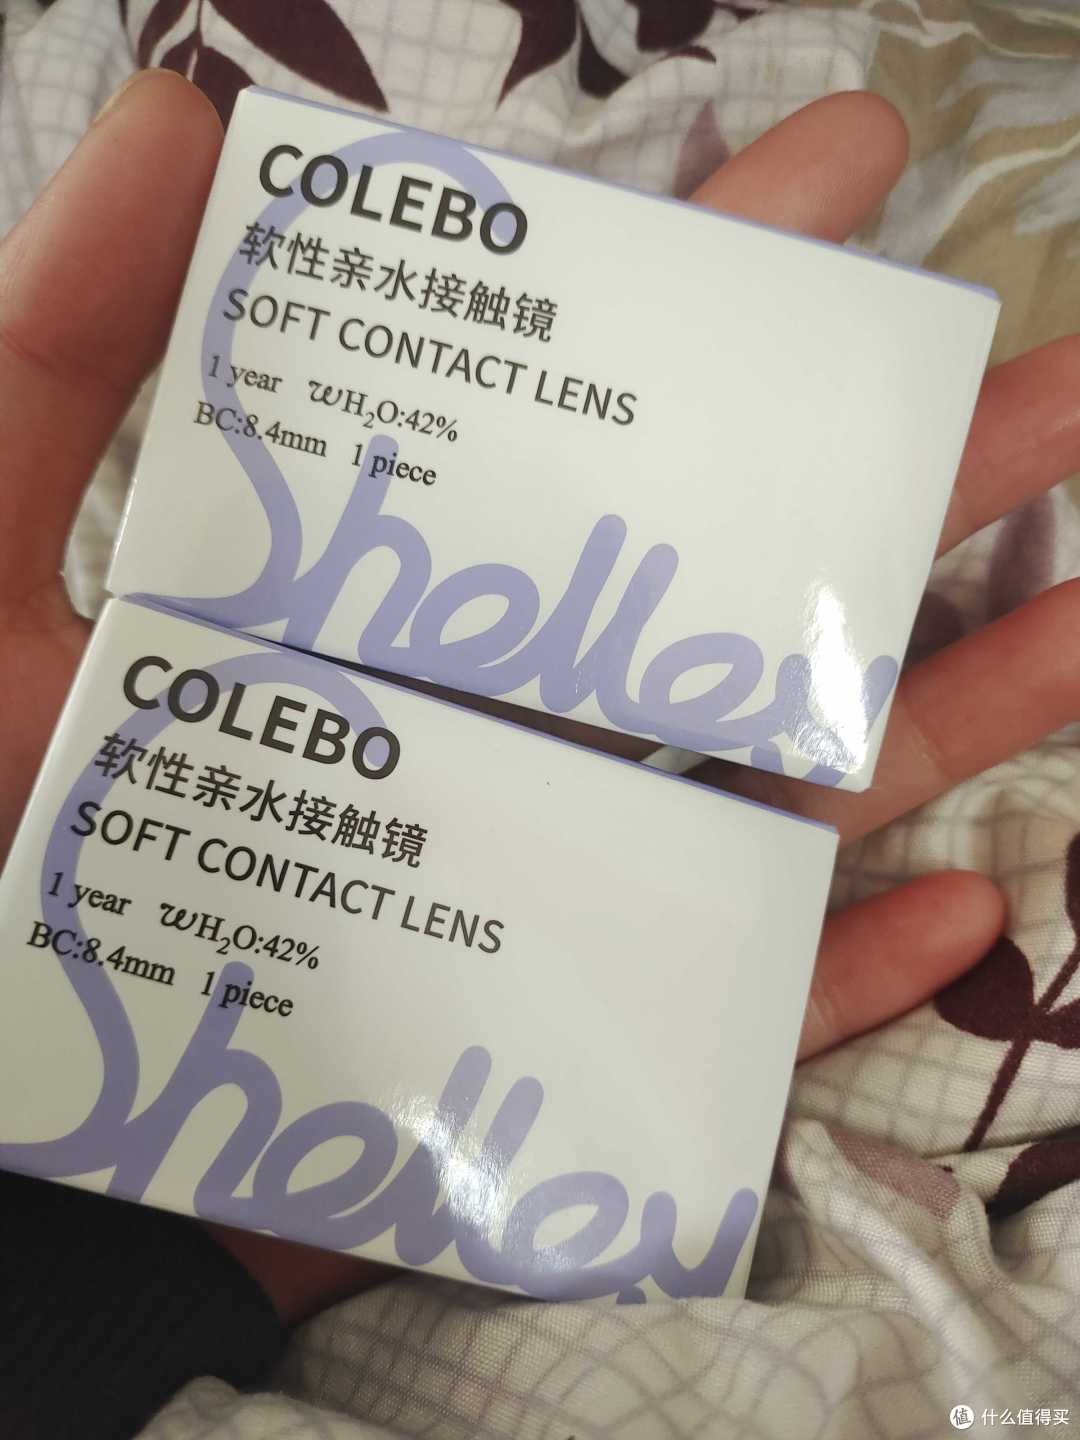 COLEBO
软性亲水接触镜
SOFT CONTACT LENS
1 year wH₂O:42%
BC:8.4mm 1 piece
Shelley
COLEBO
软性亲水接触镜
SOFT CONTACT LENS
1 year wH₂O:42%
BC:8.4mm 1 piece
Shelley
值 什么值得买